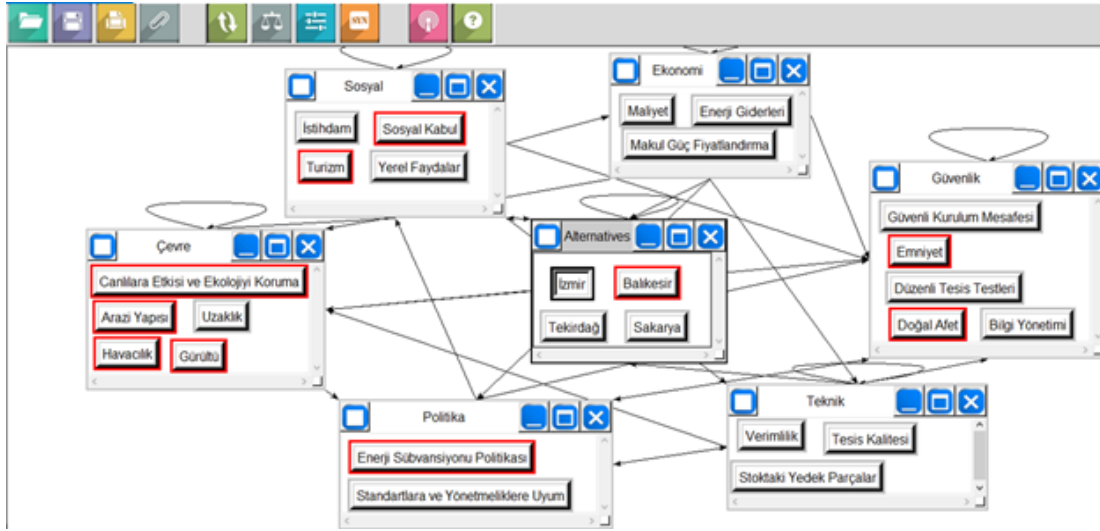 SYN
?
Sosyal
İstihdam
Sosyal Kabul
Turizm
Yerel Faydalar
Ekonomi
Maliyet
Enerji Giderleri
Makul Güç Fiyatlandırma
Güvenlik
Güvenli Kurulum Mesafesi
Emniyet
Düzenli Tesis Testleri
Doğal Afet
Bilgi Yönetimi
Çevre
Canlılara Etkisi ve Ekolojiyi Koruma
Arazi Yapısı
Uzaklık
Havacılık
Gürültü
Alternatives
İzmir
Balıkesir
Tekirdağ
Sakarya
Politika
Enerji Sübvansiyonu Politikası
Standartlara ve Yönetmeliklere Uyum
Teknik
Verimlilik
Tesis Kalitesi
Stoktaki Yedek Parçalar